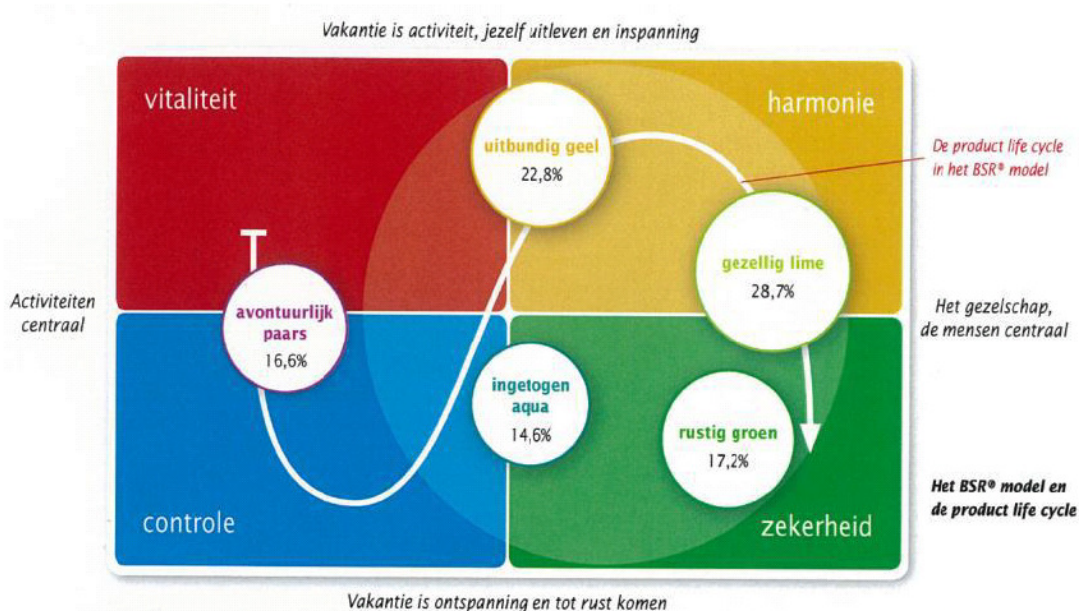 Vakantie is activiteit, jezelf uitleven en inspanning
vitaliteit
harmonie
uitbundig geel
22,8%
De product life cycle
in het BSR® model
gezellig lime
28,7%
Activiteiten
centraal
avontuurlijk
paars
16,6%
Het gezelschap,
de mensen centraal
ingetogen
aqua
14,6%
rustig groen
17,2%
Het BSR® model en
de product life cycle
controle
zekerheid
Vakantie is ontspanning en tot rust komen